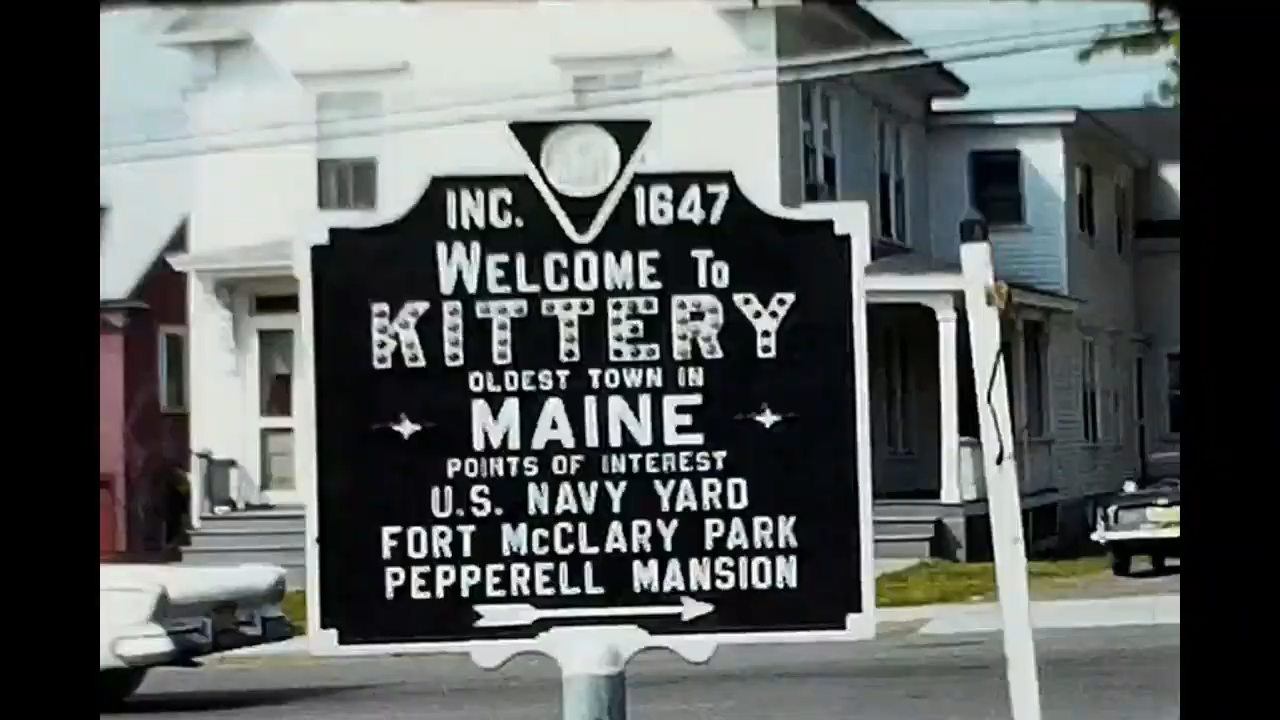 INC. 1647
WELCOME TO
KITTERY
OLDEST TOWN IN
MAINE
POINTS OF INTEREST
U.S. NAVY YARD
FORT McCLARY PARK
PEPPERELL MANSION